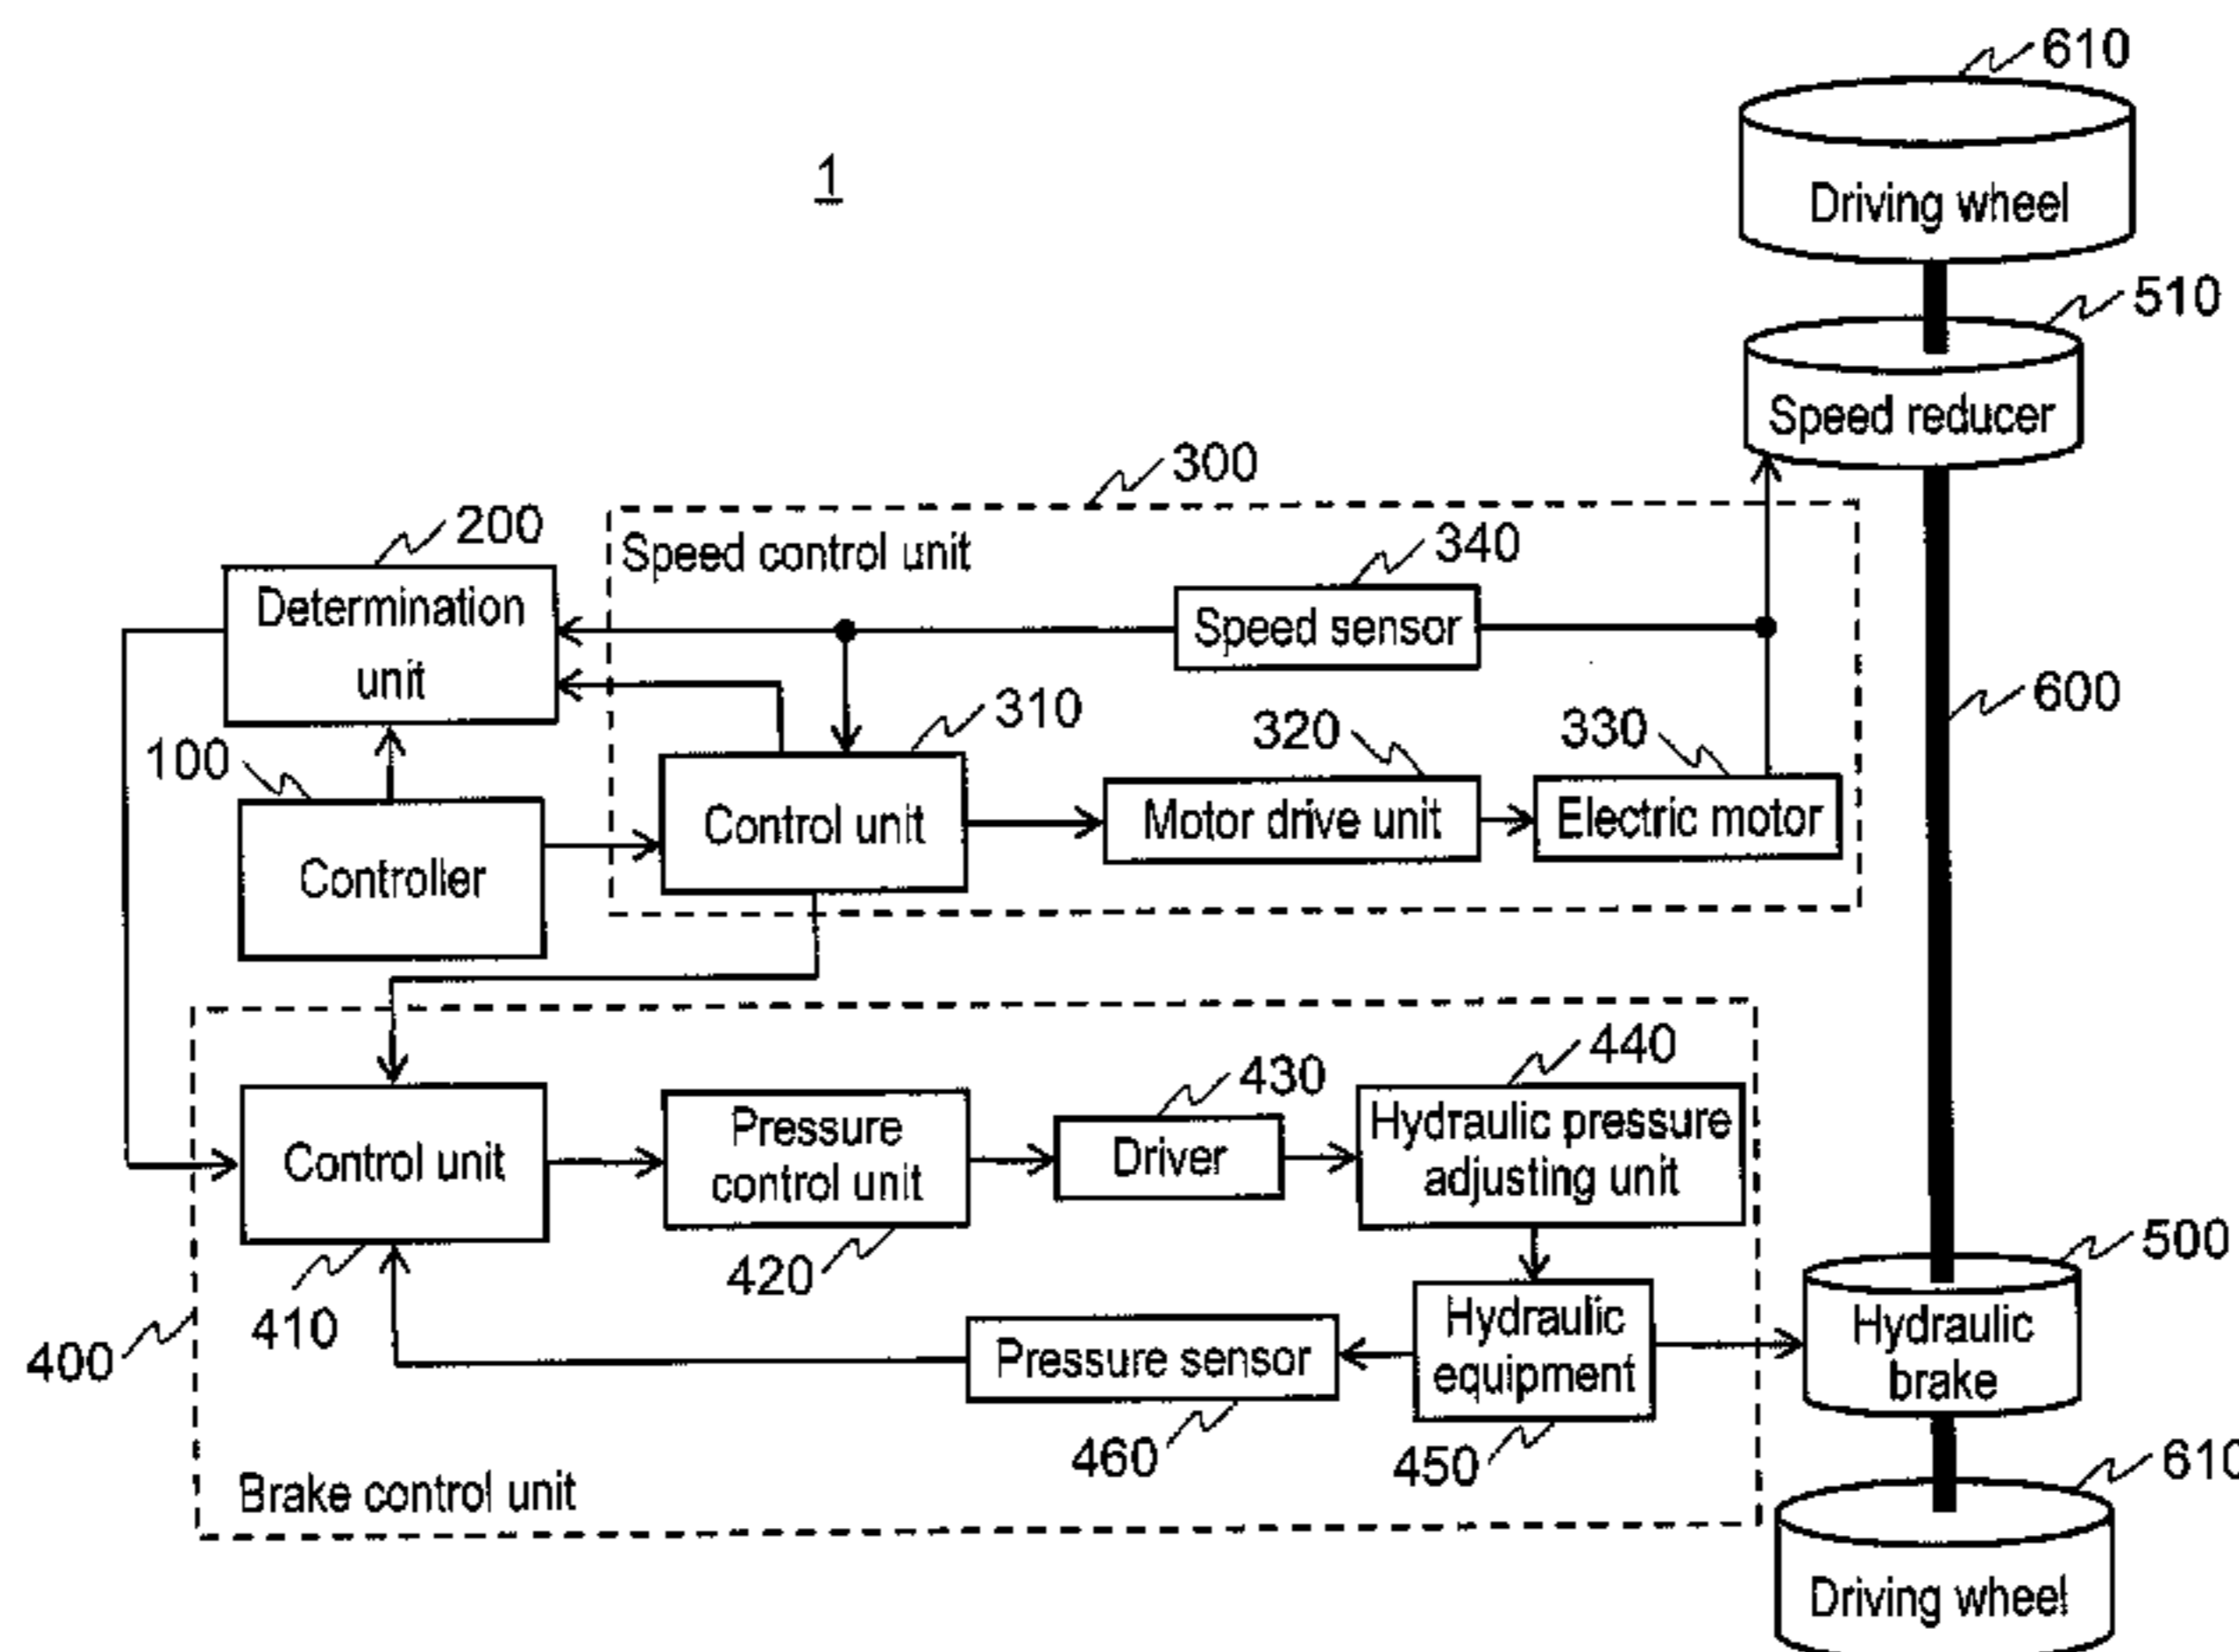 610
1
Driving wheel
510
Speed reducer
300
200
Speed control unit
340
Determination
unit
Speed sensor
600
310
320
330
100
Control unit
Motor drive unit
Electric motor
Controller
440
430
Hydraulic pressure
adjusting unit
Control unit
Pressure
control unit
Driver
500
420
410
Hydraulic
equipment
Hydraulic
brake
400
Pressure sensor
460
450
610
Brake control unit
Driving wheel